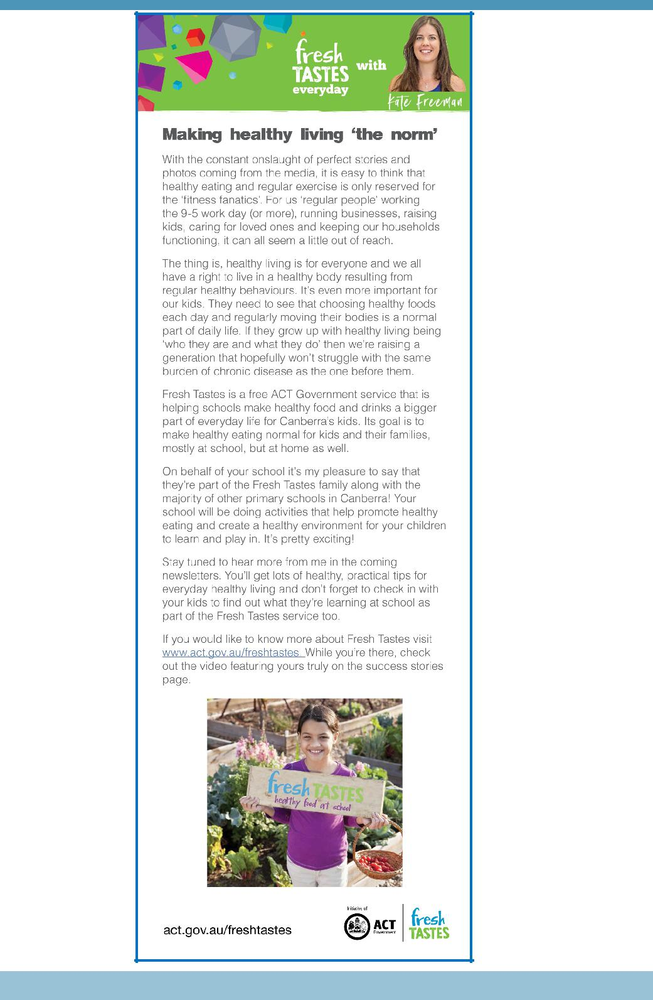 fresh
TASTES
everyday
with
Kate Freeman
Making healthy living ‘the norm’
With the constant onslaught of perfect stories and
photos coming from the media, it is easy to think that
healthy eating and regular exercise is only reserved for
the ‘fitness fanatics’. For us ‘regular people’ working
the 9-5 work day (or more), running businesses, raising
kids, caring for loved ones and keeping our households
functioning, it can all seem a little out of reach.
The thing is, healthy living is for everyone and we all
have a right to live in a healthy body resulting from
regular healthy behaviours. It’s even more important for
our kids. They need to see that choosing healthy foods
each day and regularly moving their bodies is a normal
part of daily life. If they grow up with healthy living being
‘who they are and what they do’ then we’re raising a
generation that hopefully won’t struggle with the same
burden of chronic disease as the one before them.
Fresh Tastes is a free ACT Government service that is
helping schools make healthy food and drinks a bigger
part of everyday life for Canberra’s kids. Its goal is to
make healthy eating normal for kids and their families,
mostly at school, but at home as well.
On behalf of your school it’s my pleasure to say that
they’re part of the Fresh Tastes family along with the
majority of other primary schools in Canberra! Your
school will be doing activities that help promote healthy
eating and create a healthy environment for your children
to learn and play in. It’s pretty exciting!
Stay tuned to hear more from me in the coming
newsletters. You’ll get lots of healthy, practical tips for
everyday healthy living and don’t forget to check in with
your kids to find out what they’re learning at school as
part of the Fresh Tastes service too.
If you would like to know more about Fresh Tastes visit
www.act.gov.au/freshtastes. While you’re there, check
out the video featuring yours truly on the success stories
page.
fresh TASTES
healthy food at school
act.gov.au/freshtastes
Initiative of
ACT
Government
fresh
TASTES